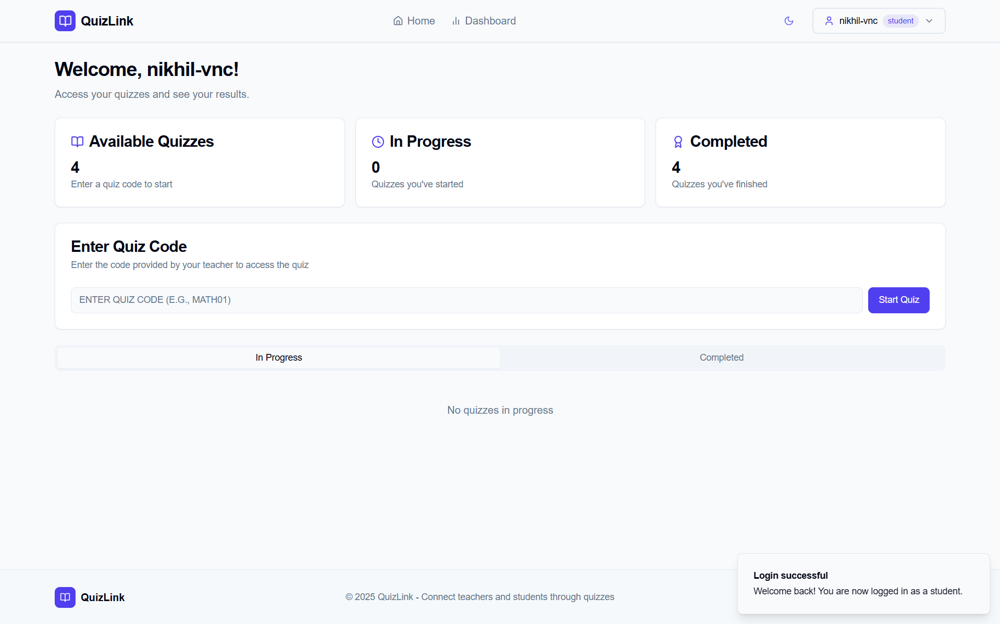 QuizLink
Home
Dashboard
nikhil-vnc
student
Welcome, nikhil-vnc!
Access your quizzes and see your results.
Available Quizzes
4
Enter a quiz code to start
In Progress
0
Quizzes you've started
Completed
4
Quizzes you've finished
Enter Quiz Code
Enter the code provided by your teacher to access the quiz
ENTER QUIZ CODE (E.G., MATH01)
Start Quiz
In Progress
Completed
No quizzes in progress
QuizLink
© 2025 QuizLink - Connect teachers and students through quizzes
Login successful
Welcome back! You are now logged in as a student.